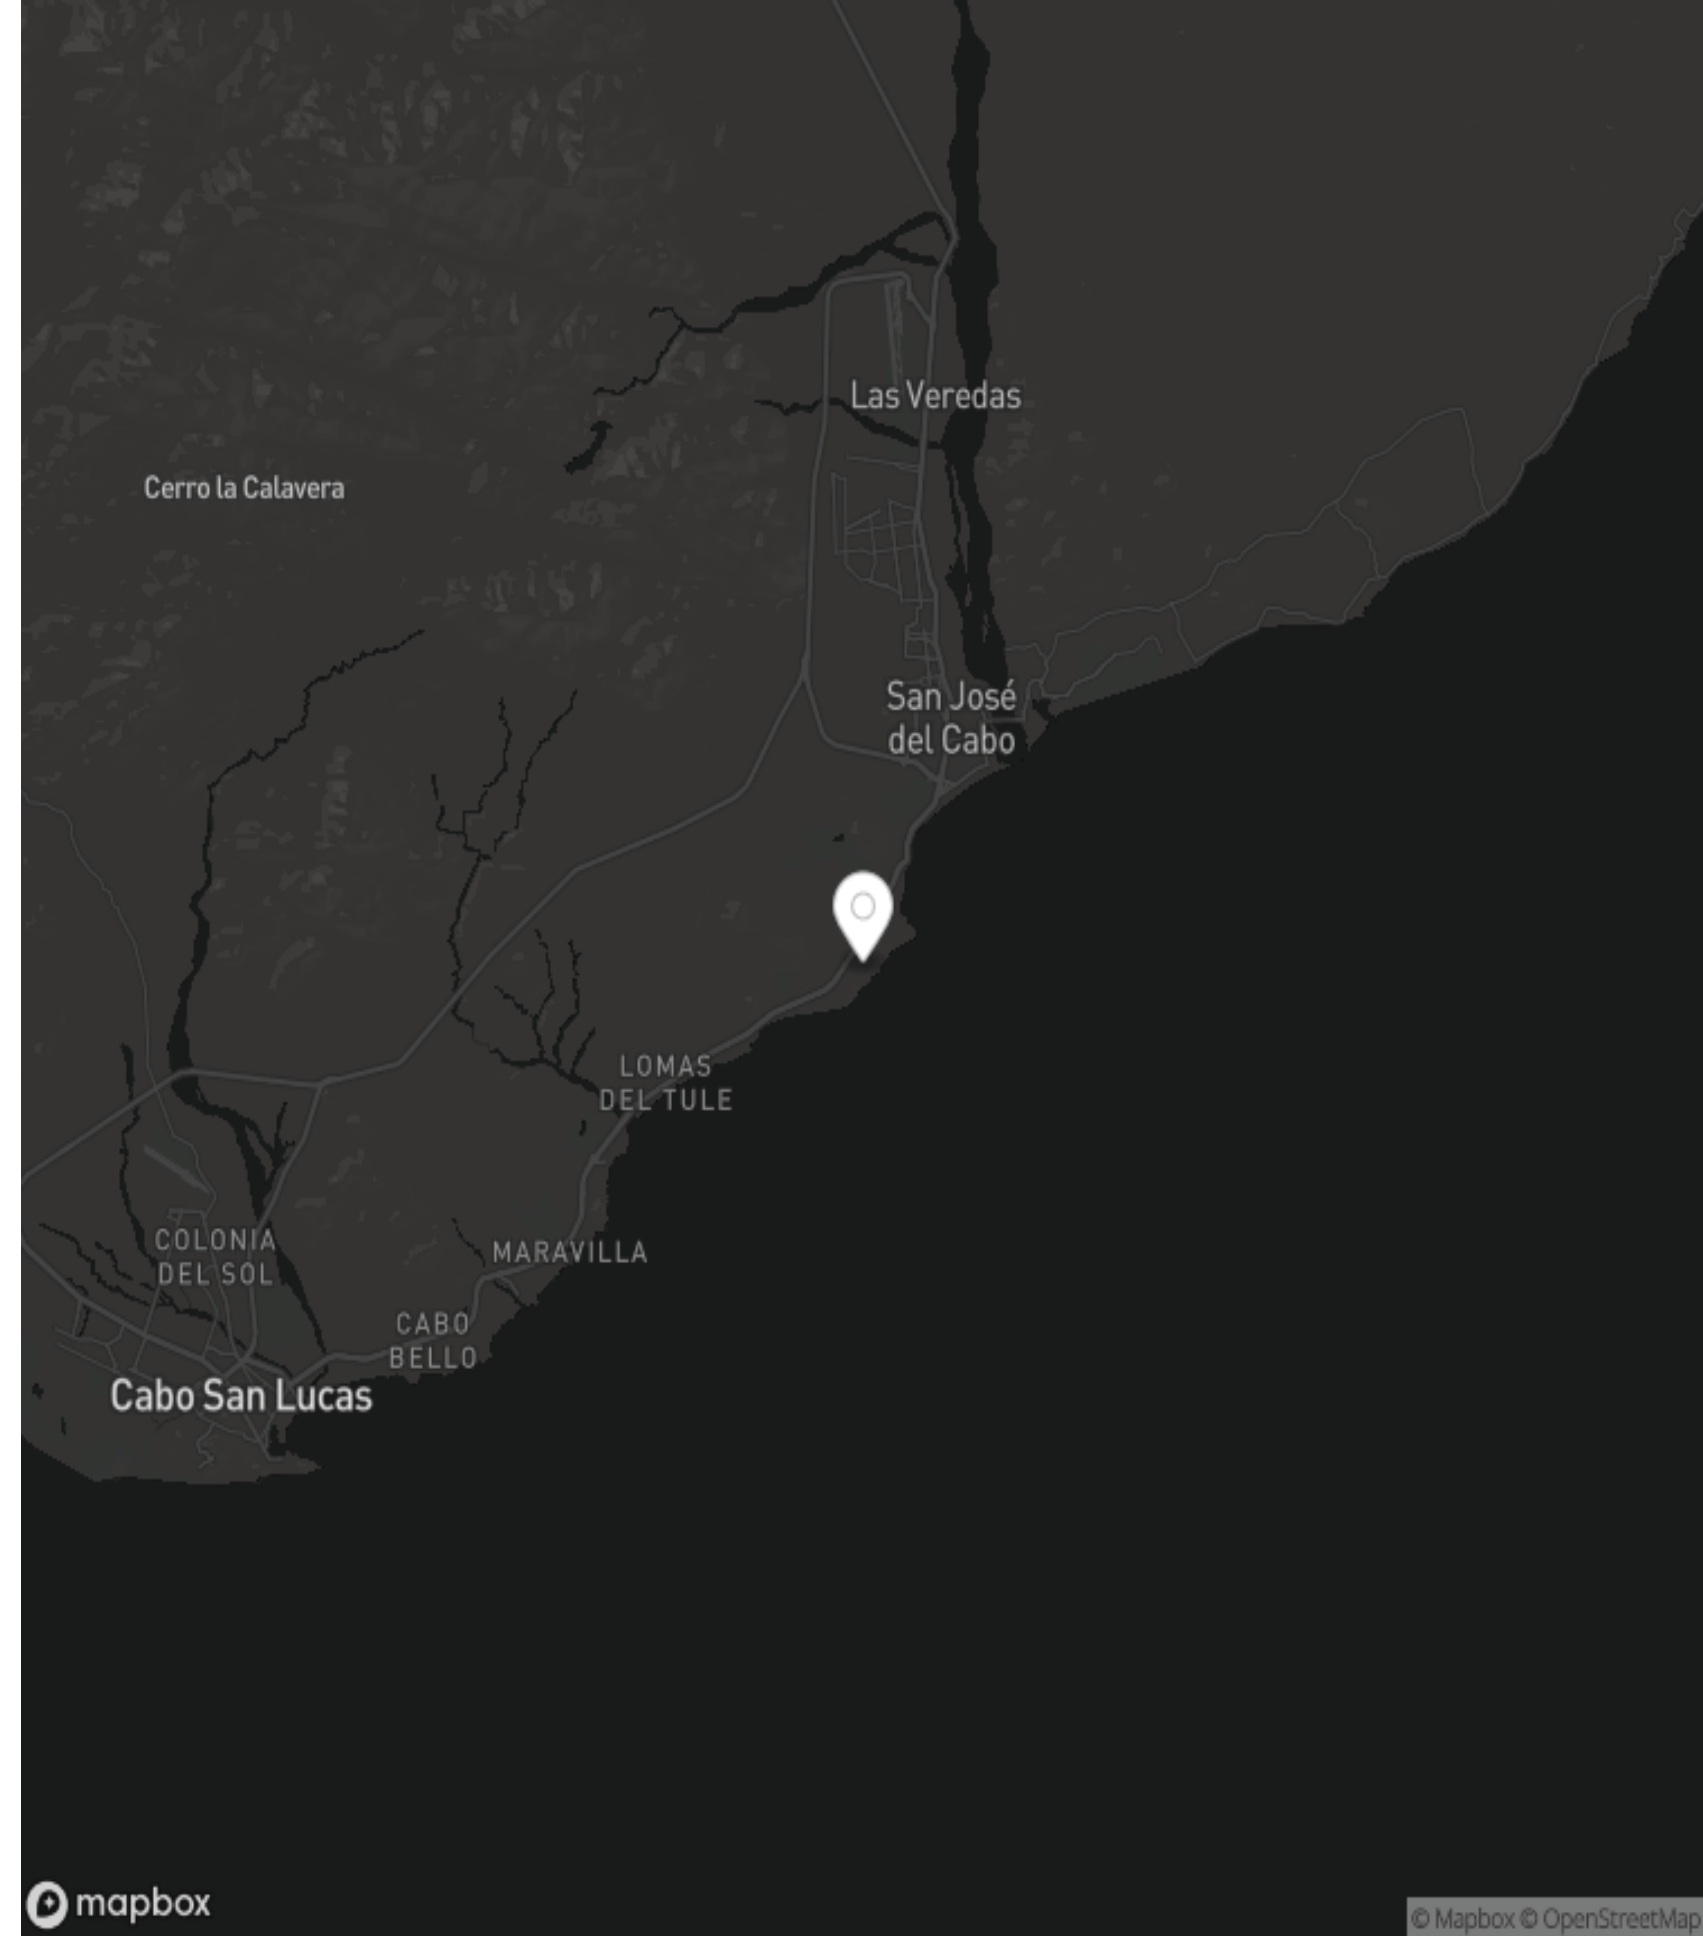 Las Veredas
Cerro la Calavera
San José
del Cabo
LOMAS
DEL TULE
COLONIA
DEL SOL
MARAVILLA
CABO
BELLO
Cabo San Lucas
mapbox
© Mapbox © OpenStreetMap